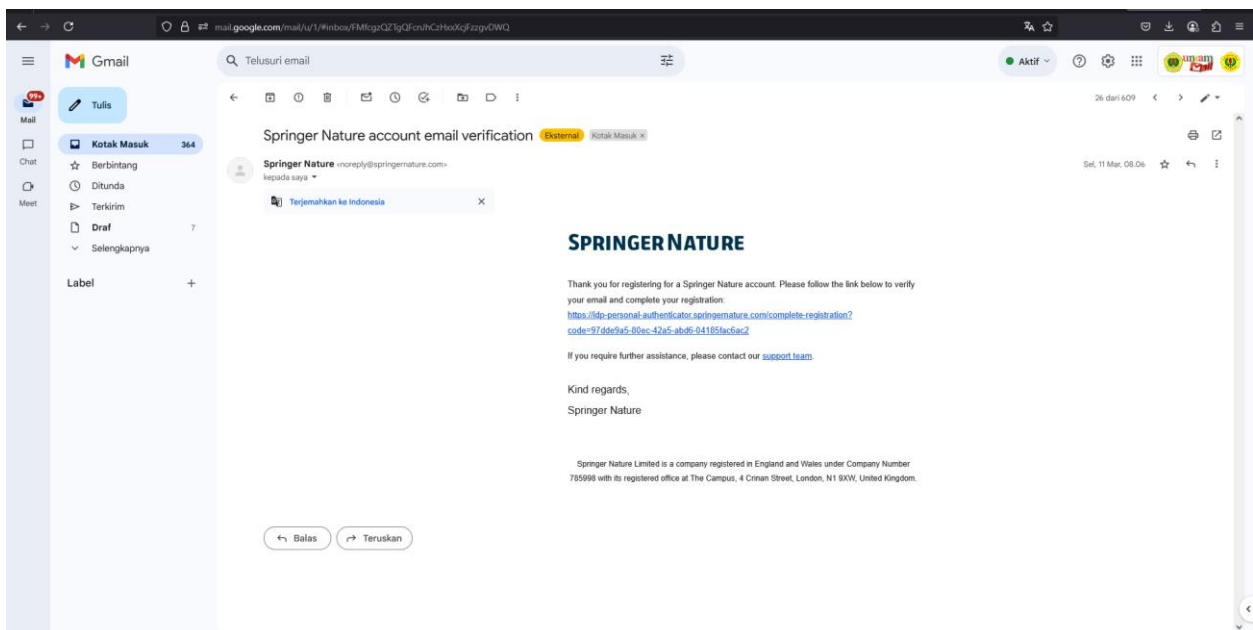 mail.google.com/mail/u/1/#inbox/FMfcgzQZTgQFcnJhCzHxxXcjFzzgvDWQ
Gmail
Telusuri email
Aktif
99+
Mail
Chat
Meet
Tulis
Kotak Masuk 364
Berbintang
Ditunda
Terkirim
Draf 7
Selengkapnya
Label
26 dari 609
Springer Nature account email verification Eksternal Kotak Masuk ×
Springer Nature <noreply@springernature.com>
kepada saya
Sel, 11 Mar, 08.06
Terjemahkan ke Indonesia
SPRINGER NATURE
Thank you for registering for a Springer Nature account. Please follow the link below to verify
your email and complete your registration:
https://idp-personal-authenticator.springernature.com/complete-registration?
code=97dde9a5-80ec-42a5-abd6-04185fac6ac2
If you require further assistance, please contact our support team.
Kind regards,
Springer Nature
Springer Nature Limited is a company registered in England and Wales under Company Number
785998 with its registered office at The Campus, 4 Crinan Street, London, N1 9XW, United Kingdom.
Balas
Teruskan